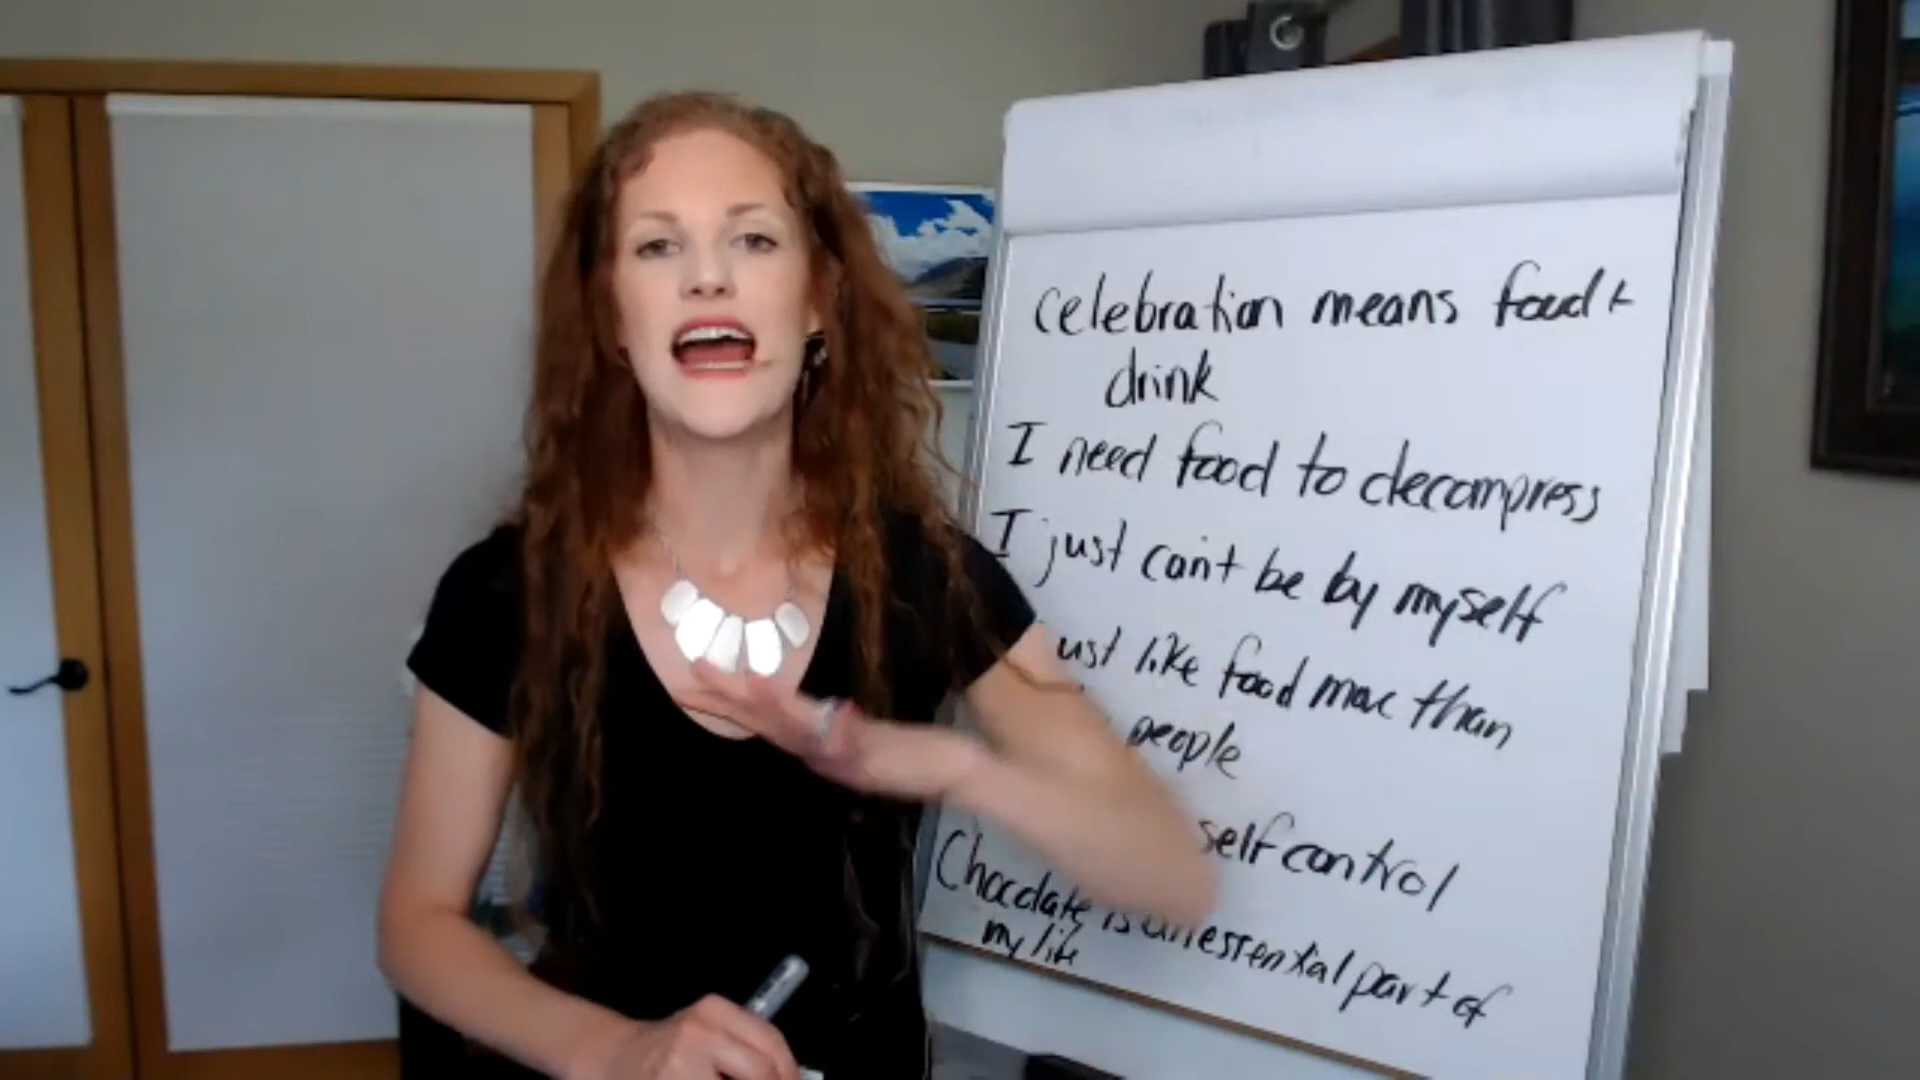 celebration means food +
drink
I need food to decompress
I just can't be by myself
ust like food more than
people
self control
Chocolate is an essential part of
my life